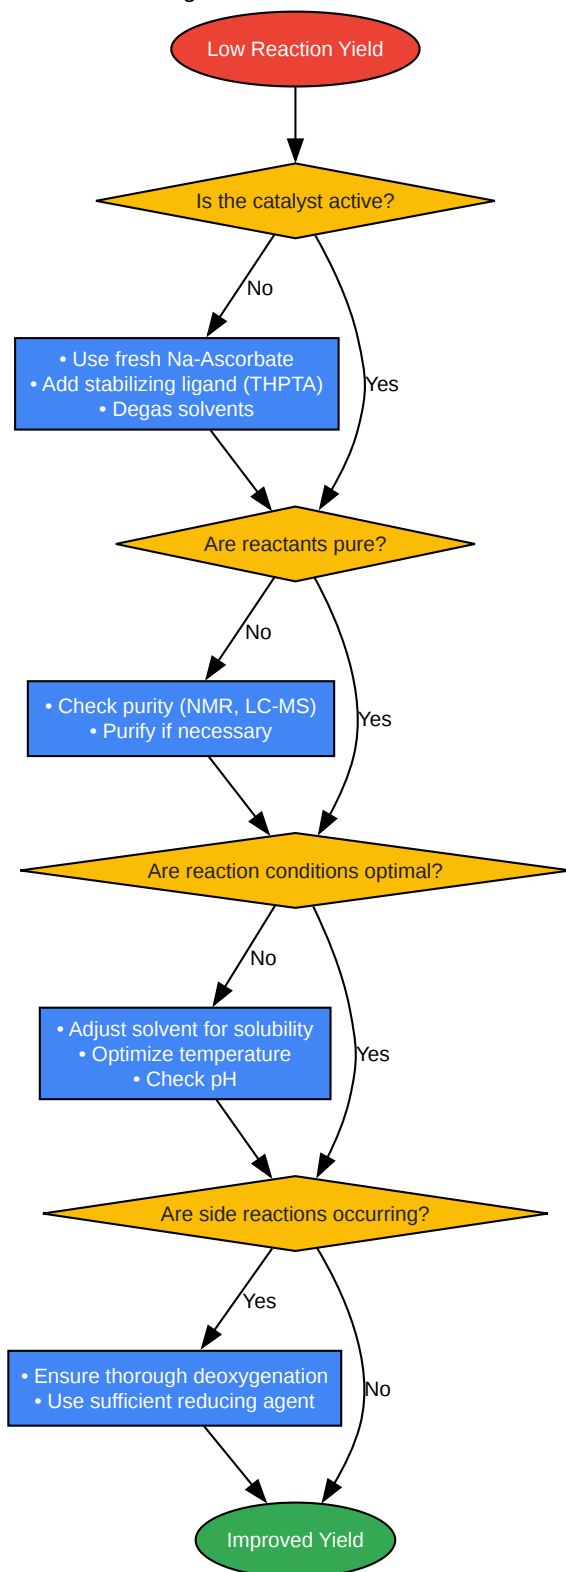 Low Reaction Yield
Is the catalyst active?
No
• Use fresh Na-Ascorbate
• Add stabilizing ligand (THPTA)
• Degas solvents
Yes
Are reactants pure?
No
• Check purity (NMR, LC-MS)
• Purify if necessary
Yes
Are reaction conditions optimal?
No
• Adjust solvent for solubility
• Optimize temperature
• Check pH
Yes
Are side reactions occurring?
Yes
• Ensure thorough deoxygenation
• Use sufficient reducing agent
No
Improved Yield